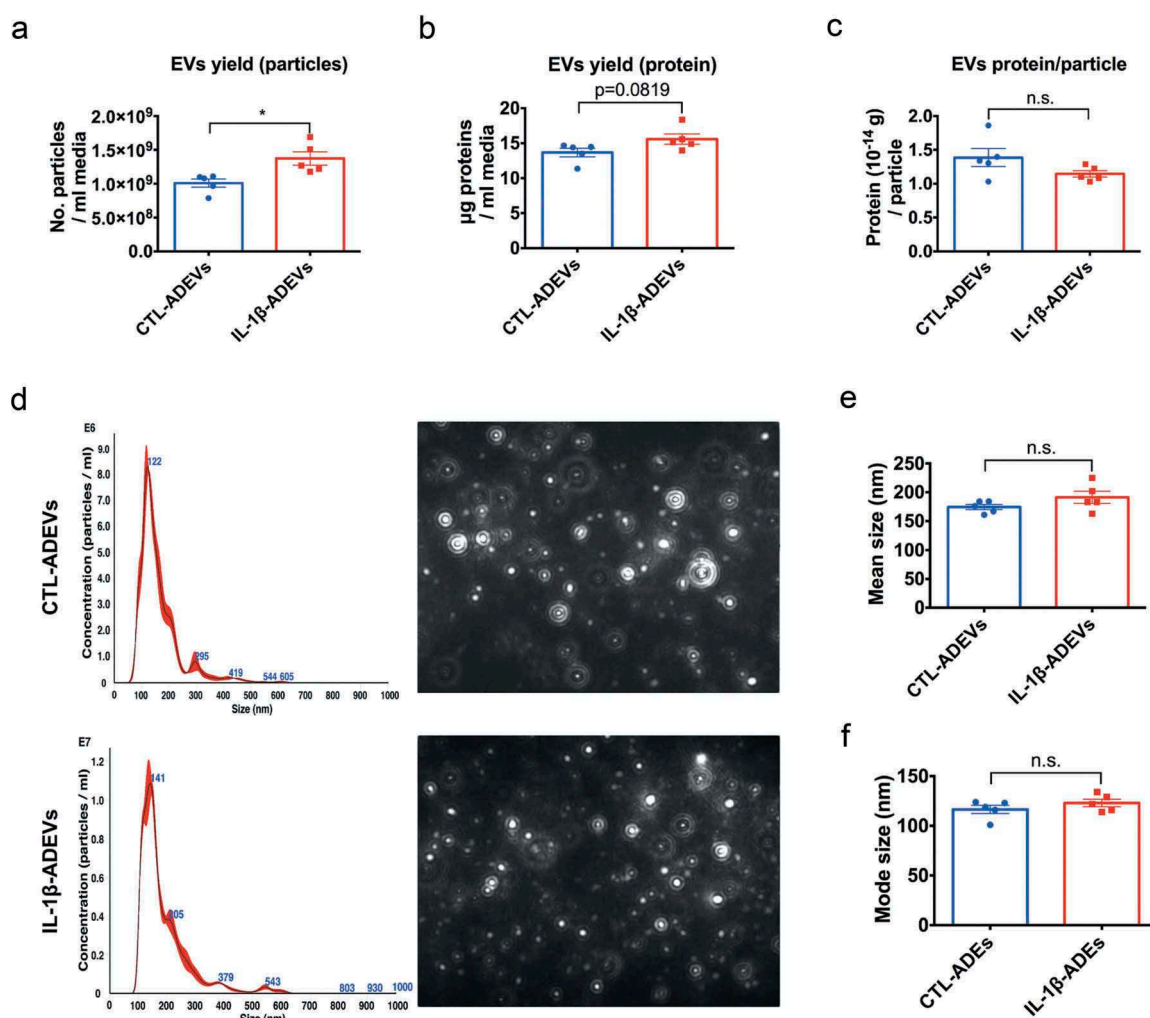 a
EVs yield (particles)
*
No. particles
/ ml media
2.0×10⁹
1.5×10⁹
1.0×10⁹
5.0×10⁸
0.0
CTL-ADEVs
IL-1β-ADEVs
b
EVs yield (protein)
p=0.0819
µg proteins
/ ml media
20
15
10
5
0
CTL-ADEVs
IL-1β-ADEVs
c
EVs protein/particle
n.s.
Protein (10⁻¹⁴ g)
/ particle
2.0
1.5
1.0
0.5
0.0
CTL-ADEVs
IL-1β-ADEVs
d
CTL-ADEVs
E6
Concentration (particles / ml)
9.0
8.0
7.0
6.0
5.0
4.0
3.0
2.0
1.0
0
122
295
419
544
605
0 100 200 300 400 500 600 700 800 900 1000
Size (nm)
IL-1β-ADEVs
E7
Concentration (particles / ml)
1.2
1.0
0.8
0.6
0.4
0.2
0
141
205
379
543
803
930
1000
0 100 200 300 400 500 600 700 800 900 1000
Size (nm)
e
n.s.
Mean size (nm)
250
200
150
100
50
0
CTL-ADEVs
IL-1β-ADEVs
f
n.s.
Mode size (nm)
150
100
50
0
CTL-ADEs
IL-1β-ADEs